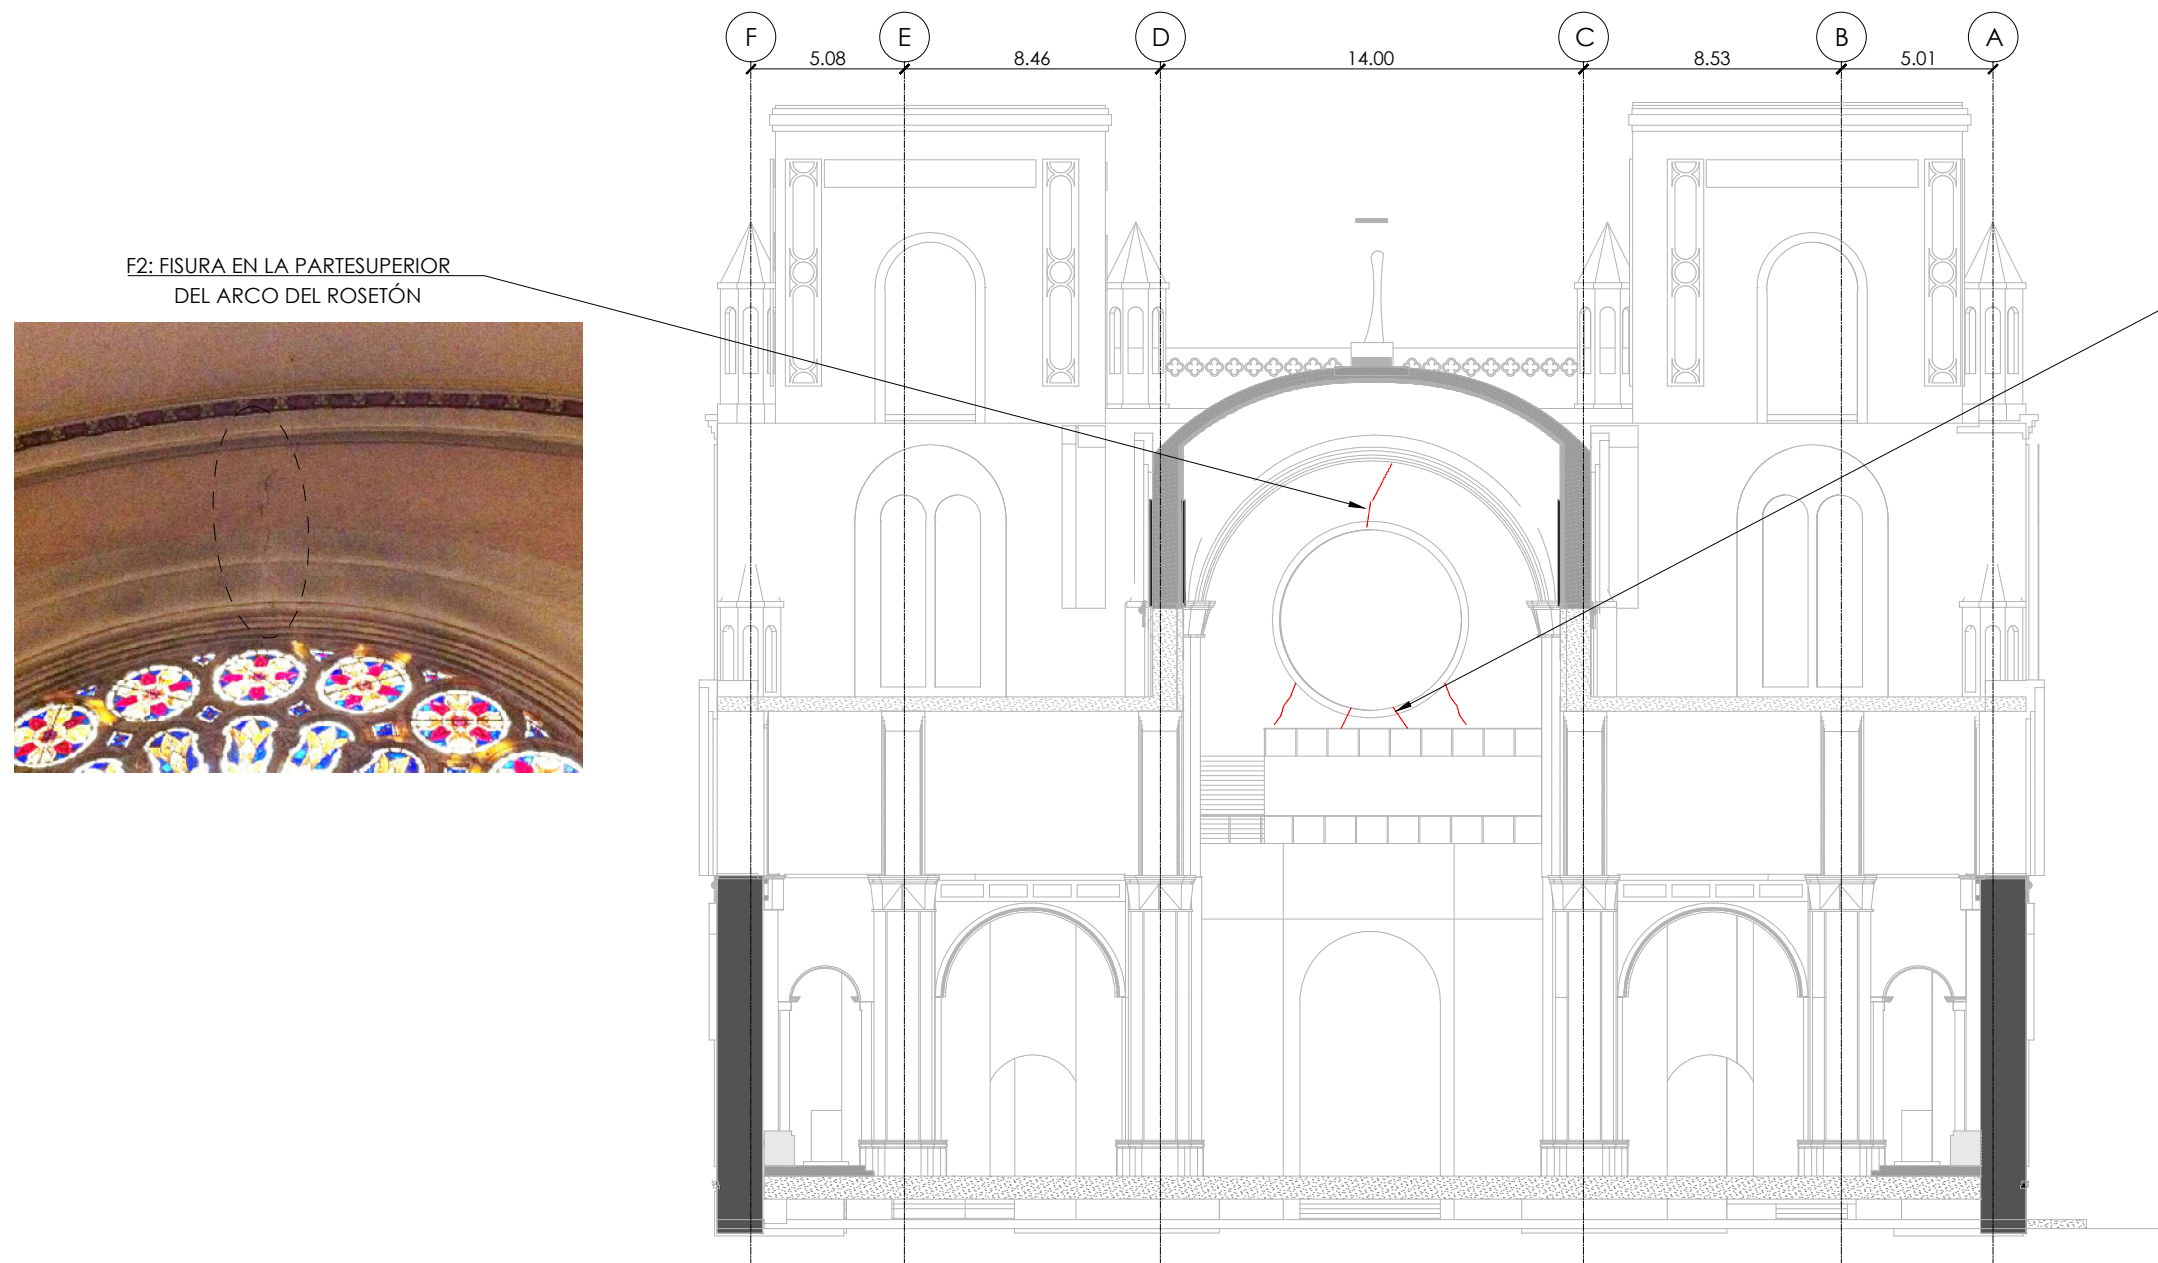 F E D C B A
5.08 8.46 14.00 8.53 5.01
F2: FISURA EN LA PARTESUPERIOR
DEL ARCO DEL ROSETÓN